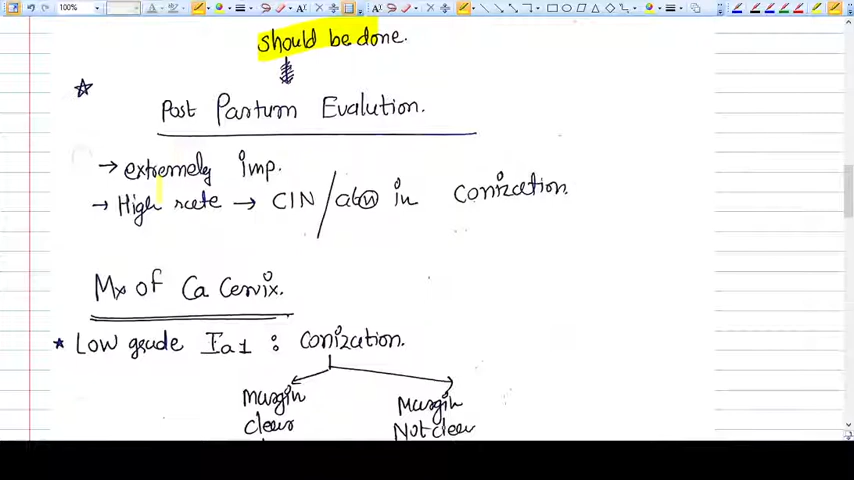 100%
should be done.
☆
Post Partum Evalution.
→ extremely imp.
→ High rate → CIN / abⓝ in conization.
Mx of Ca Cervix.
* Low grade Ia1 : Conization.
Margin Margin
clear Not clear